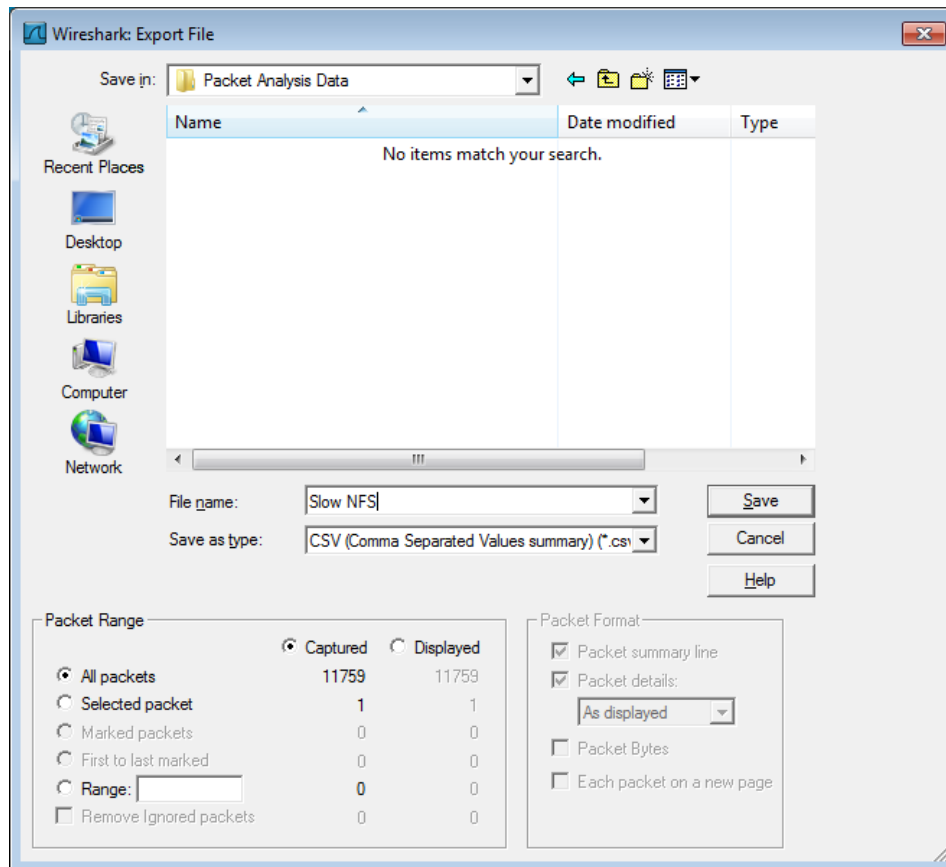 Wireshark: Export File
Save in: Packet Analysis Data
Name Date modified Type
No items match your search.
Recent Places
Desktop
Libraries
Computer
Network
File name: Slow NFS Save
Save as type: CSV (Comma Separated Values summary) (*.csv Cancel
Help
Packet Range Packet Format
Captured Displayed Packet summary line
All packets 11759 11759 Packet details:
Selected packet 1 1 As displayed
Marked packets 0 0 Packet Bytes
First to last marked 0 0 Each packet on a new page
Range: 0 0
Remove Ignored packets 0 0